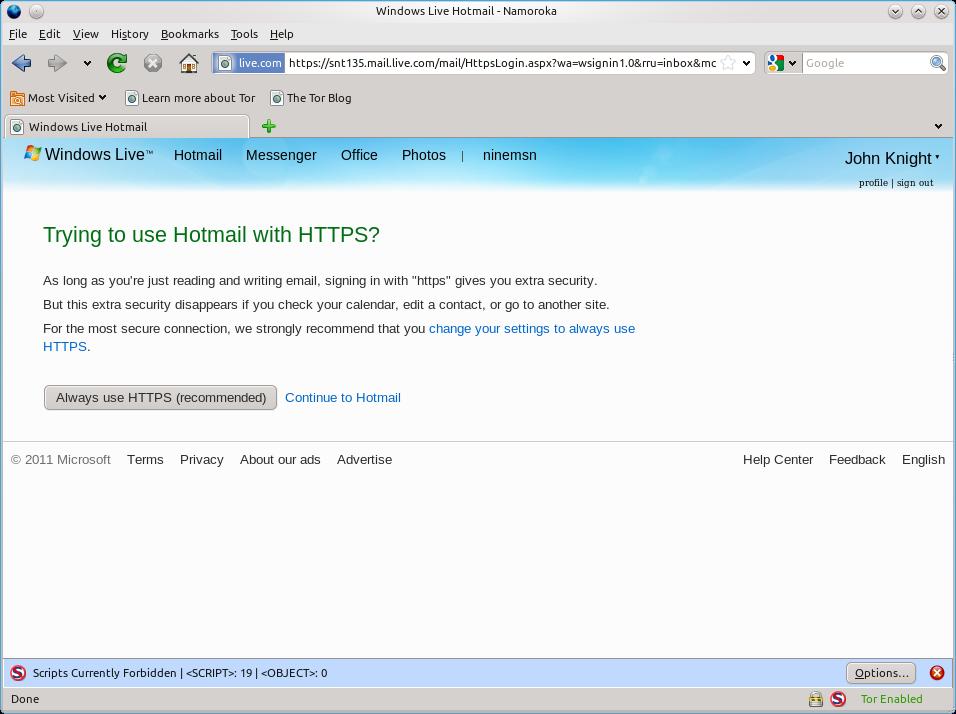 Windows Live Hotmail - Namoroka
File Edit View History Bookmarks Tools Help
live.com https://snt135.mail.live.com/mail/HttpsLogin.aspx?wa=wsignin1.0&rru=inbox&mc Google
Most Visited Learn more about Tor The Tor Blog
Windows Live Hotmail
Windows Live™ Hotmail Messenger Office Photos | ninemsn John Knight
profile | sign out
Trying to use Hotmail with HTTPS?
As long as you're just reading and writing email, signing in with "https" gives you extra security.
But this extra security disappears if you check your calendar, edit a contact, or go to another site.
For the most secure connection, we strongly recommend that you change your settings to always use
HTTPS.
Always use HTTPS (recommended) Continue to Hotmail
© 2011 Microsoft Terms Privacy About our ads Advertise Help Center Feedback English
Scripts Currently Forbidden | <SCRIPT>: 19 | <OBJECT>: 0 Options...
Done Tor Enabled